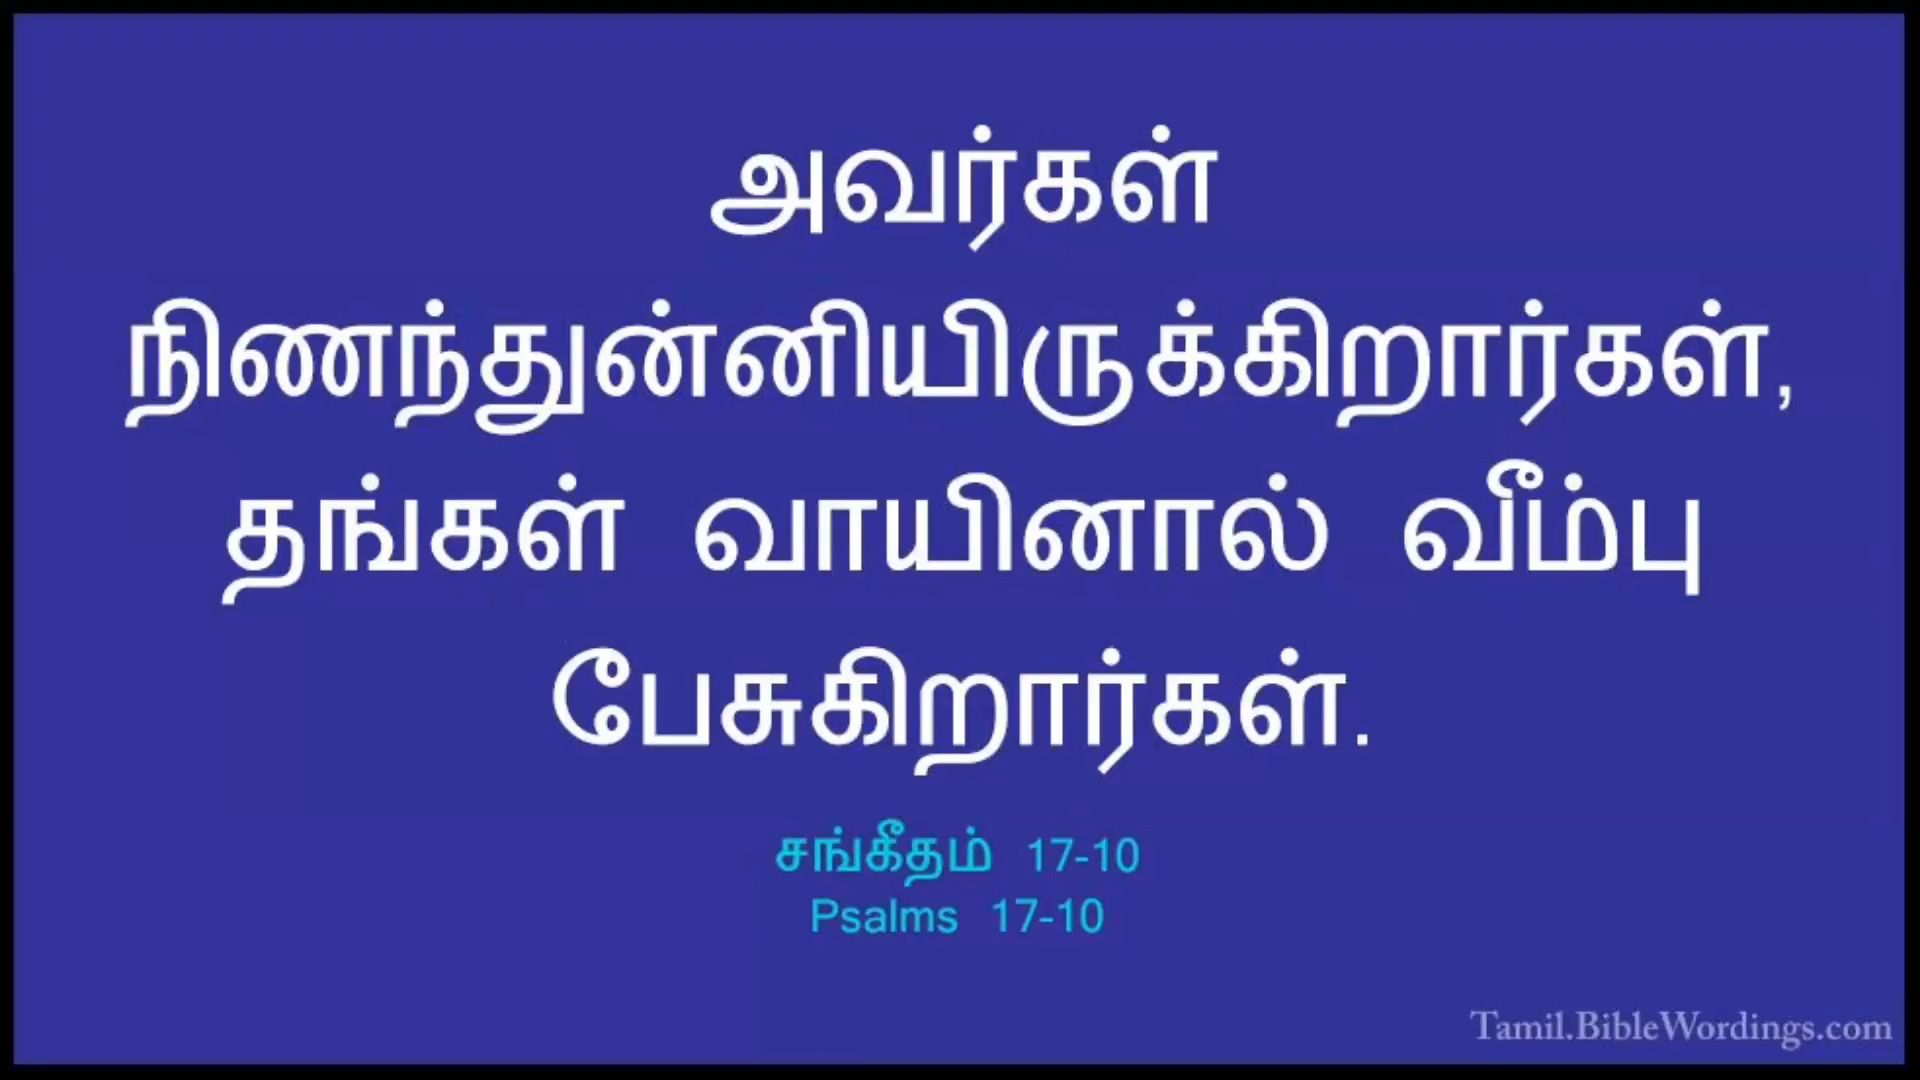 அவர்கள்
நிணந்துன்னியிருக்கிறார்கள்,
தங்கள் வாயினால் வீம்பு
பேசுகிறார்கள்.
சங்கீதம் 17-10
Psalms 17-10
Tamil.BibleWordings.com